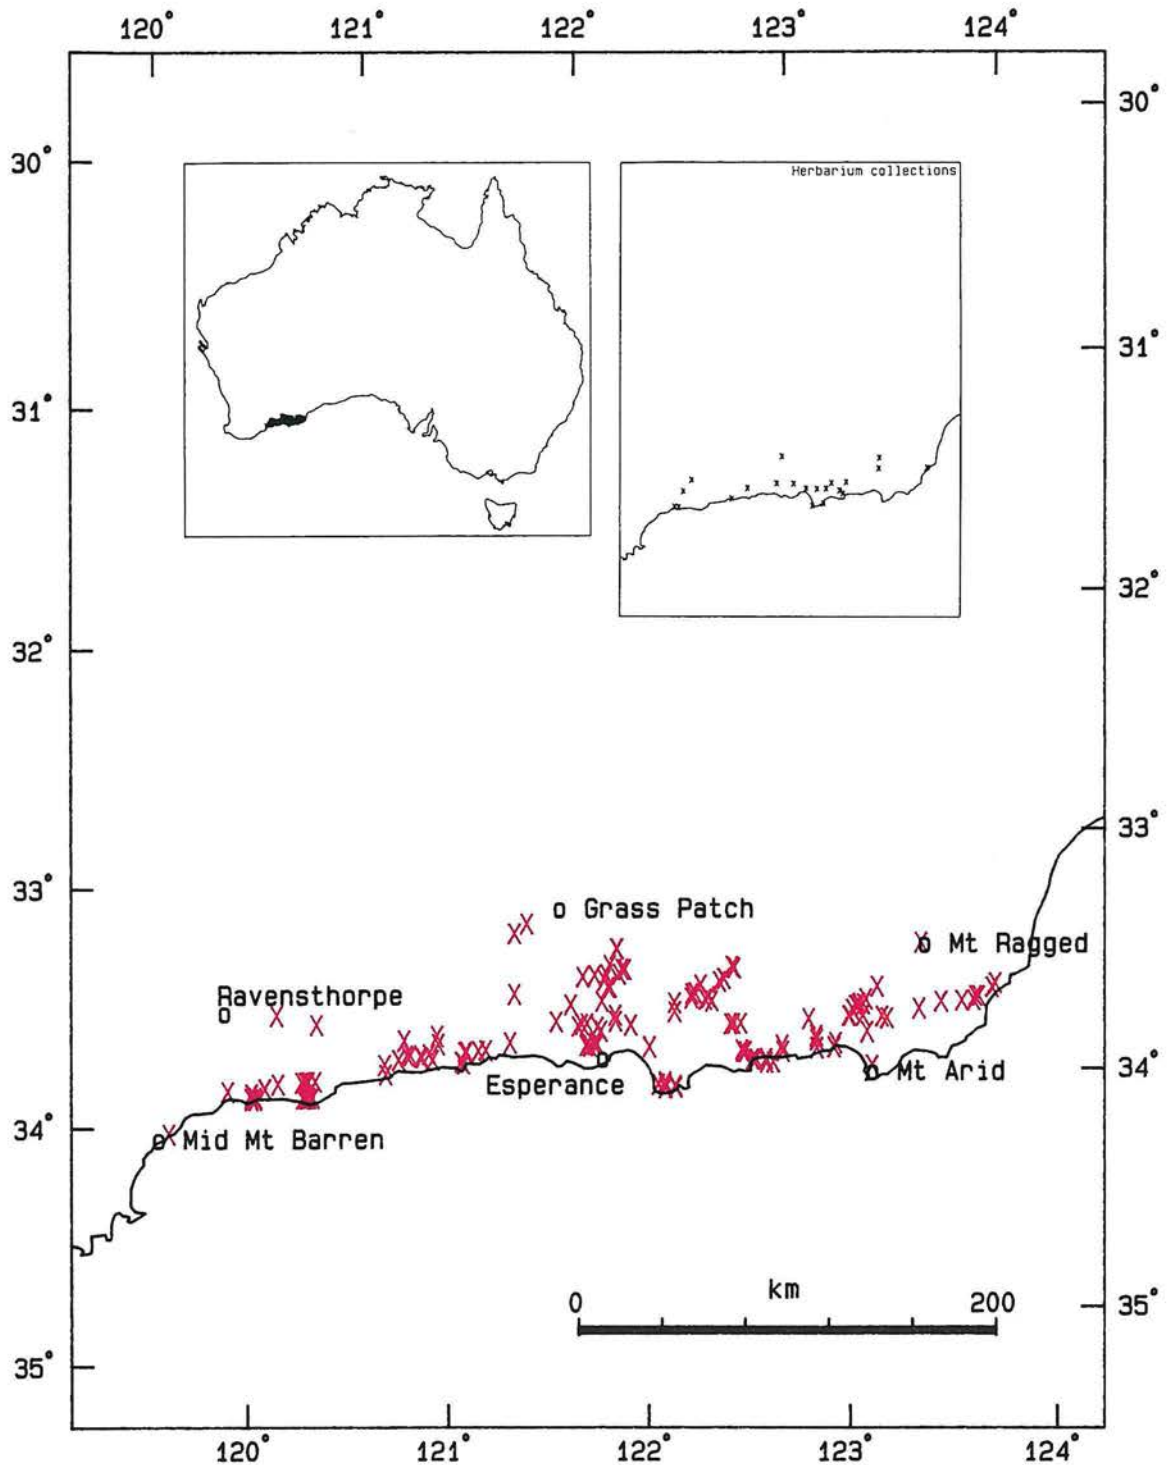 120° 121° 122° 123° 124°
30°
30°
Herbarium collections
31°
31°
32°
32°
33°
33°
o Grass Patch
o Mt Ragged
Ravensthorpe
o
34°
o Mt Arid
Esperance
34°
o Mid Mt Barren
km
0 200
35°
35°
120° 121° 122° 123° 124°